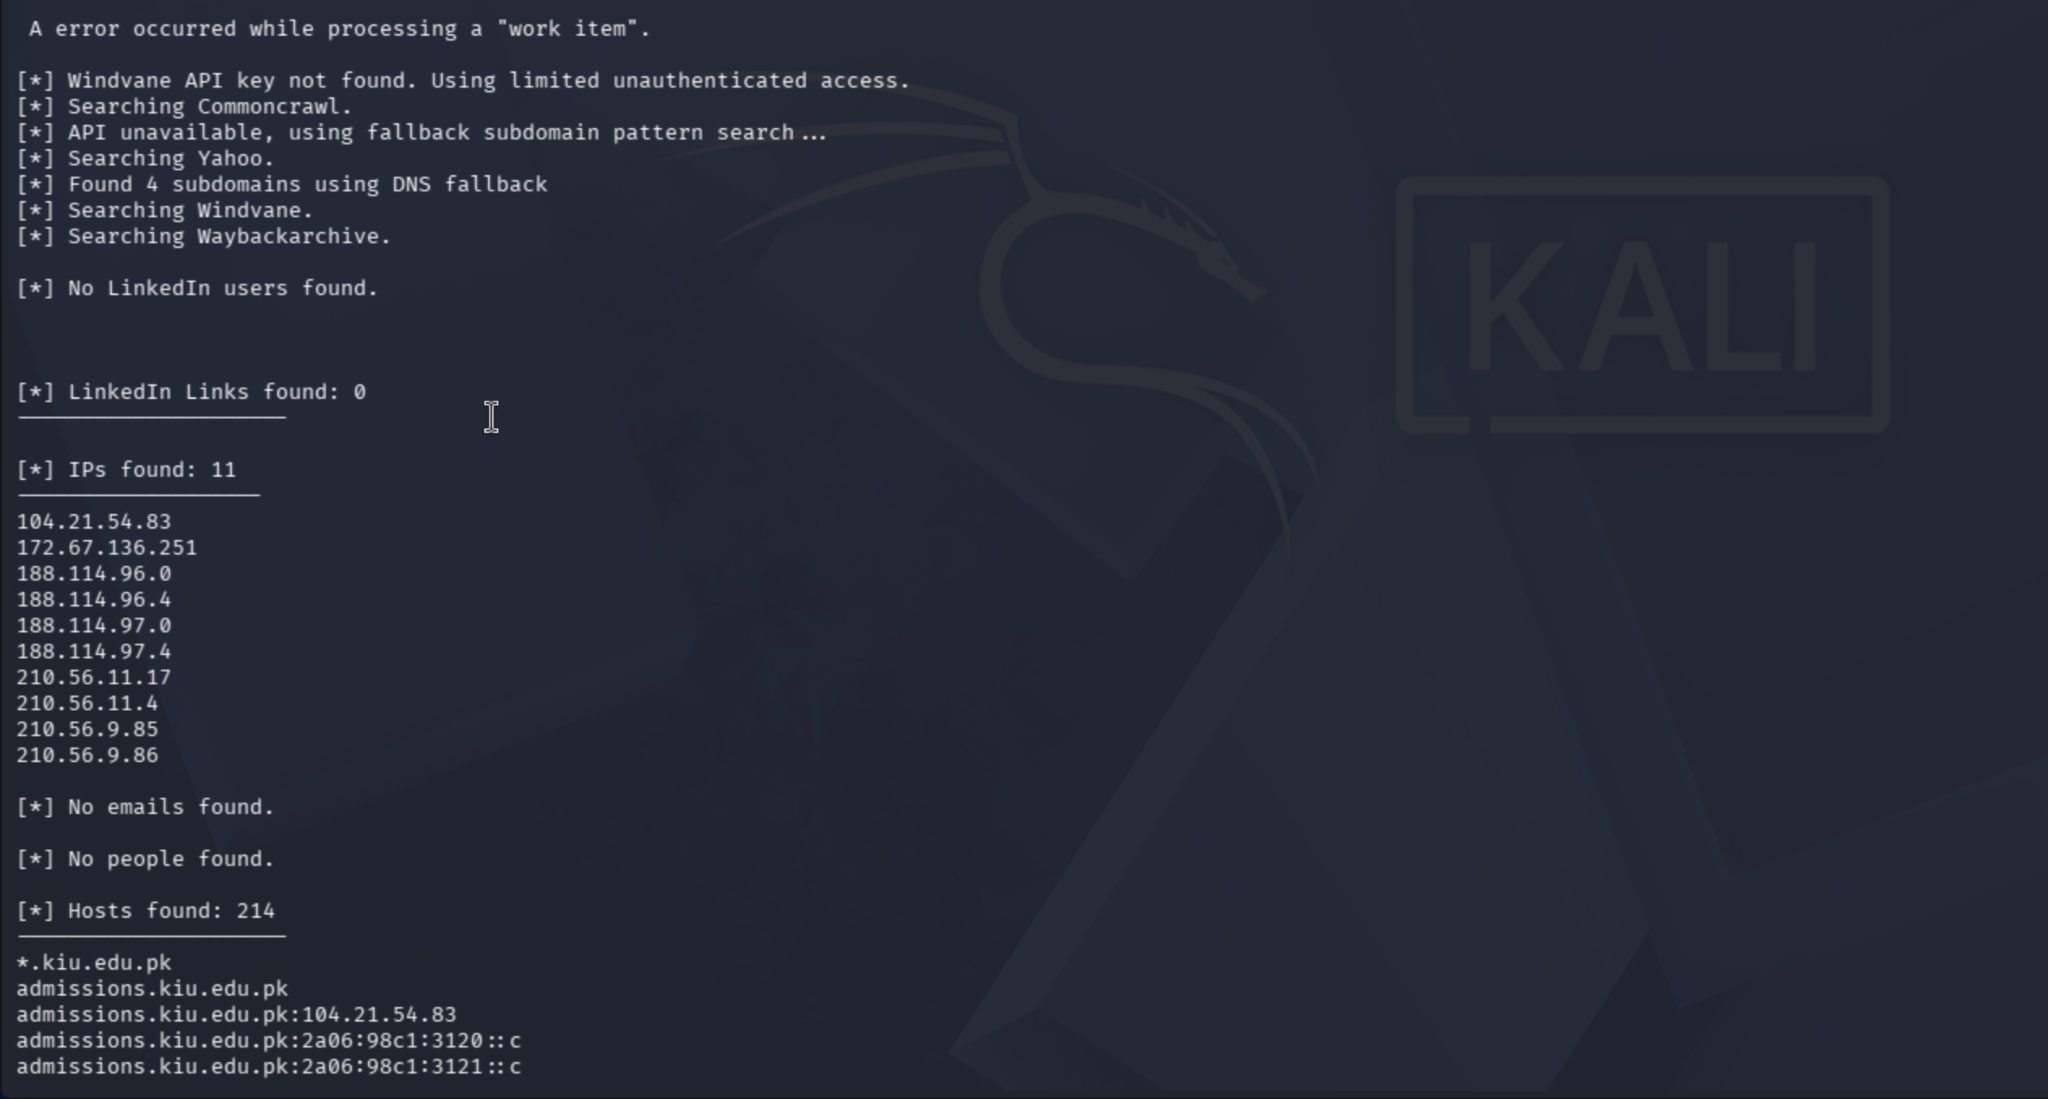 A error occurred while processing a "work item".
[*] Windvane API key not found. Using limited unauthenticated access.
[*] Searching Commoncrawl.
[*] API unavailable, using fallback subdomain pattern search...
[*] Searching Yahoo.
[*] Found 4 subdomains using DNS fallback
[*] Searching Windvane.
[*] Searching Waybackarchive.
[*] No LinkedIn users found.
[*] LinkedIn Links found: 0
[*] IPs found: 11
104.21.54.83
172.67.136.251
188.114.96.0
188.114.96.4
188.114.97.0
188.114.97.4
210.56.11.17
210.56.11.4
210.56.9.85
210.56.9.86
[*] No emails found.
[*] No people found.
[*] Hosts found: 214
*.kiu.edu.pk
admissions.kiu.edu.pk
admissions.kiu.edu.pk:104.21.54.83
admissions.kiu.edu.pk:2a06:98c1:3120::c
admissions.kiu.edu.pk:2a06:98c1:3121::c
KALI